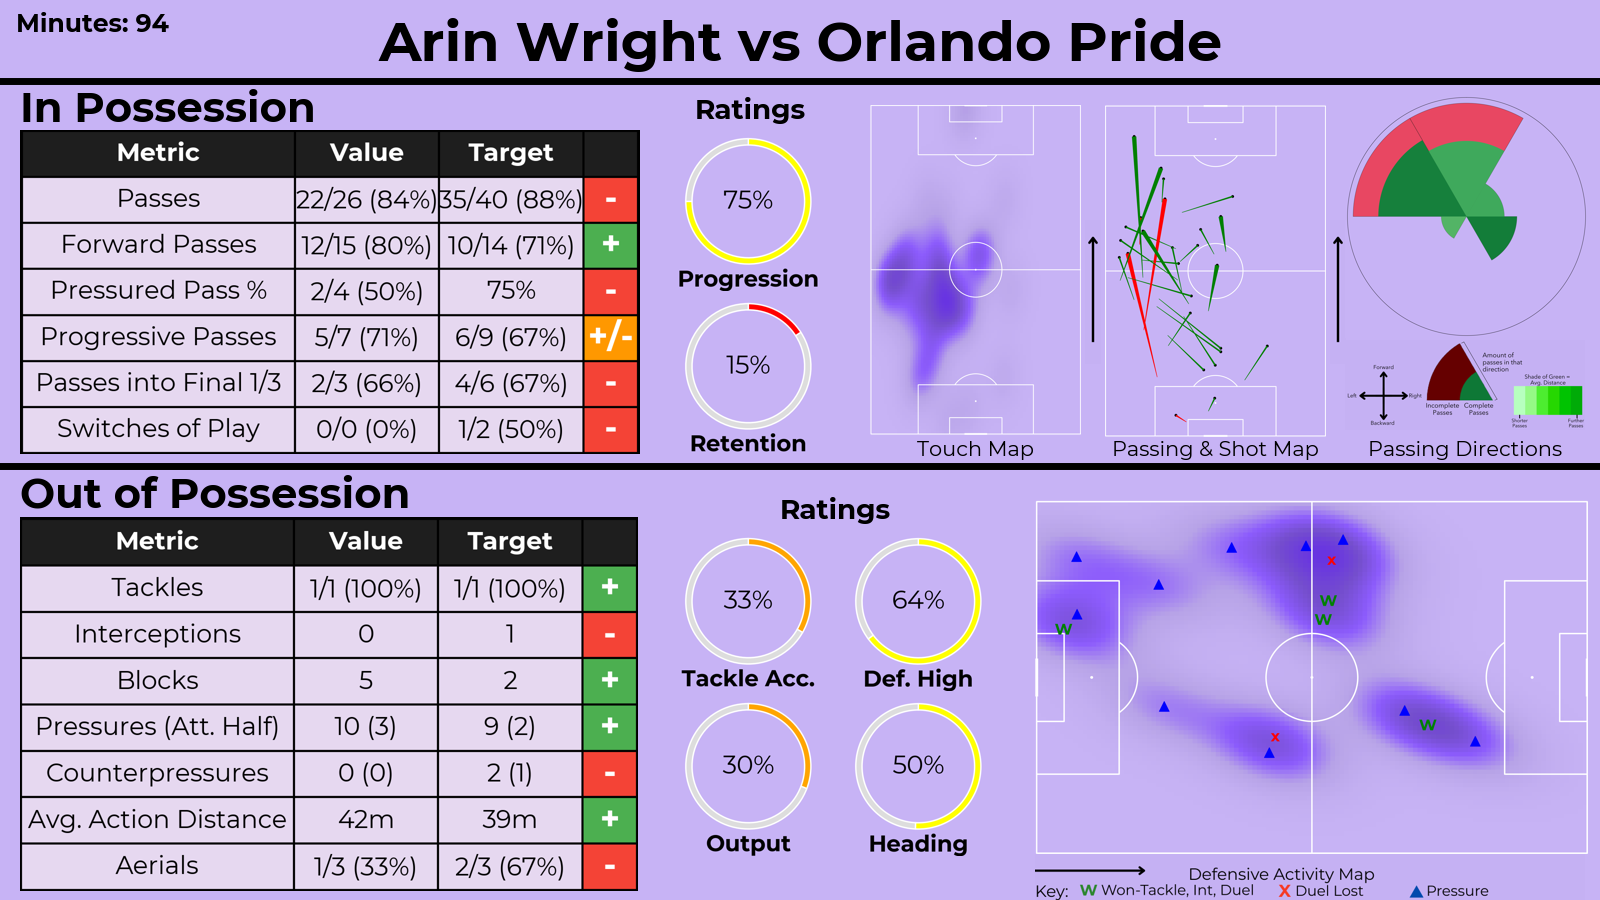 Minutes: 94
Arin Wright vs Orlando Pride
In Possession
Metric Value Target
Passes 22/26 (84%) 35/40 (88%) -
Forward Passes 12/15 (80%) 10/14 (71%) +
Pressured Pass % 2/4 (50%) 75% -
Progressive Passes 5/7 (71%) 6/9 (67%) +/-
Passes into Final 1/3 2/3 (66%) 4/6 (67%) -
Switches of Play 0/0 (0%) 1/2 (50%) -
Ratings
75%
Progression
15%
Retention
Touch Map
Passing & Shot Map
Forward
Left
Right
Backward
Amount of
passes in that
direction
Incomplete
Passes
Complete
Passes
Shade of Green =
Avg. Distance
Shorter
Passes
Further
Passes
Passing Directions
Out of Possession
Metric Value Target
Tackles 1/1 (100%) 1/1 (100%) +
Interceptions 0 1 -
Blocks 5 2 +
Pressures (Att. Half) 10 (3) 9 (2) +
Counterpressures 0 (0) 2 (1) -
Avg. Action Distance 42m 39m +
Aerials 1/3 (33%) 2/3 (67%) -
Ratings
33%
Tackle Acc.
64%
Def. High
30%
Output
50%
Heading
X
W
W
W
W
X
Defensive Activity Map
Key: W Won-Tackle, Int, Duel X Duel Lost Pressure